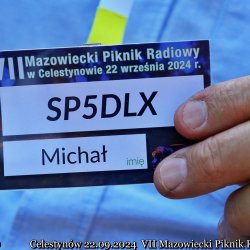 VII Mazowiecki Piknik Radiowy
w Celestynowie 22 września 2024 r.
SP5DLX
Michał
imię
Celestynów 22.09.2024 VII Mazowiecki Piknik